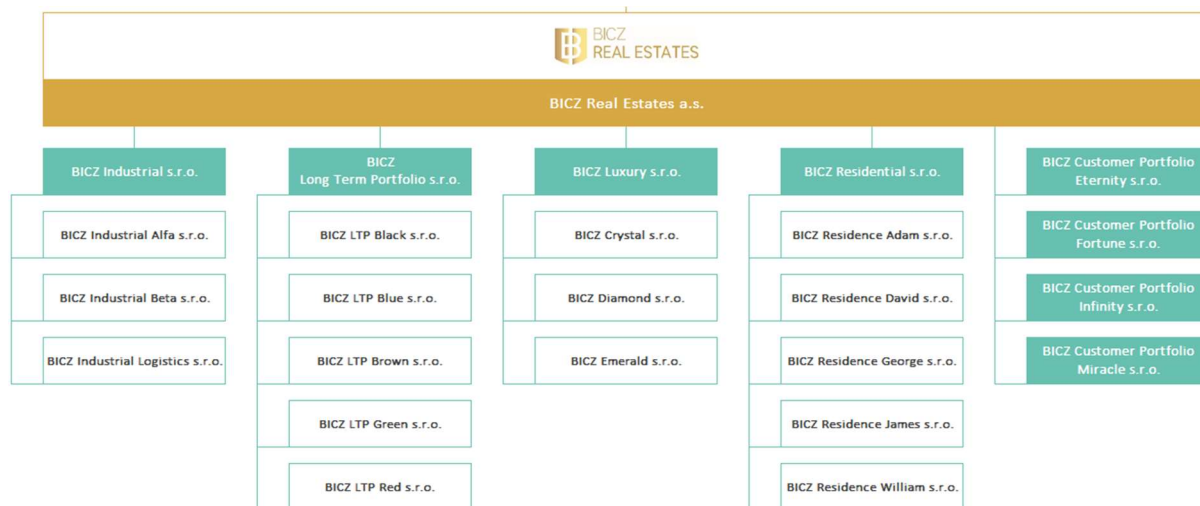 BICZ
REAL ESTATES
BICZ Real Estates a.s.
BICZ Industrial s.r.o.
BICZ Industrial Alfa s.r.o.
BICZ Industrial Beta s.r.o.
BICZ Industrial Logistics s.r.o.
BICZ
Long Term Portfolio s.r.o.
BICZ LTP Black s.r.o.
BICZ LTP Blue s.r.o.
BICZ LTP Brown s.r.o.
BICZ LTP Green s.r.o.
BICZ LTP Red s.r.o.
BICZ Luxury s.r.o.
BICZ Crystal s.r.o.
BICZ Diamond s.r.o.
BICZ Emerald s.r.o.
BICZ Residential s.r.o.
BICZ Residence Adam s.r.o.
BICZ Residence David s.r.o.
BICZ Residence George s.r.o.
BICZ Residence James s.r.o.
BICZ Residence William s.r.o.
BICZ Customer Portfolio
Eternity s.r.o.
BICZ Customer Portfolio
Fortune s.r.o.
BICZ Customer Portfolio
Infinity s.r.o.
BICZ Customer Portfolio
Miracle s.r.o.